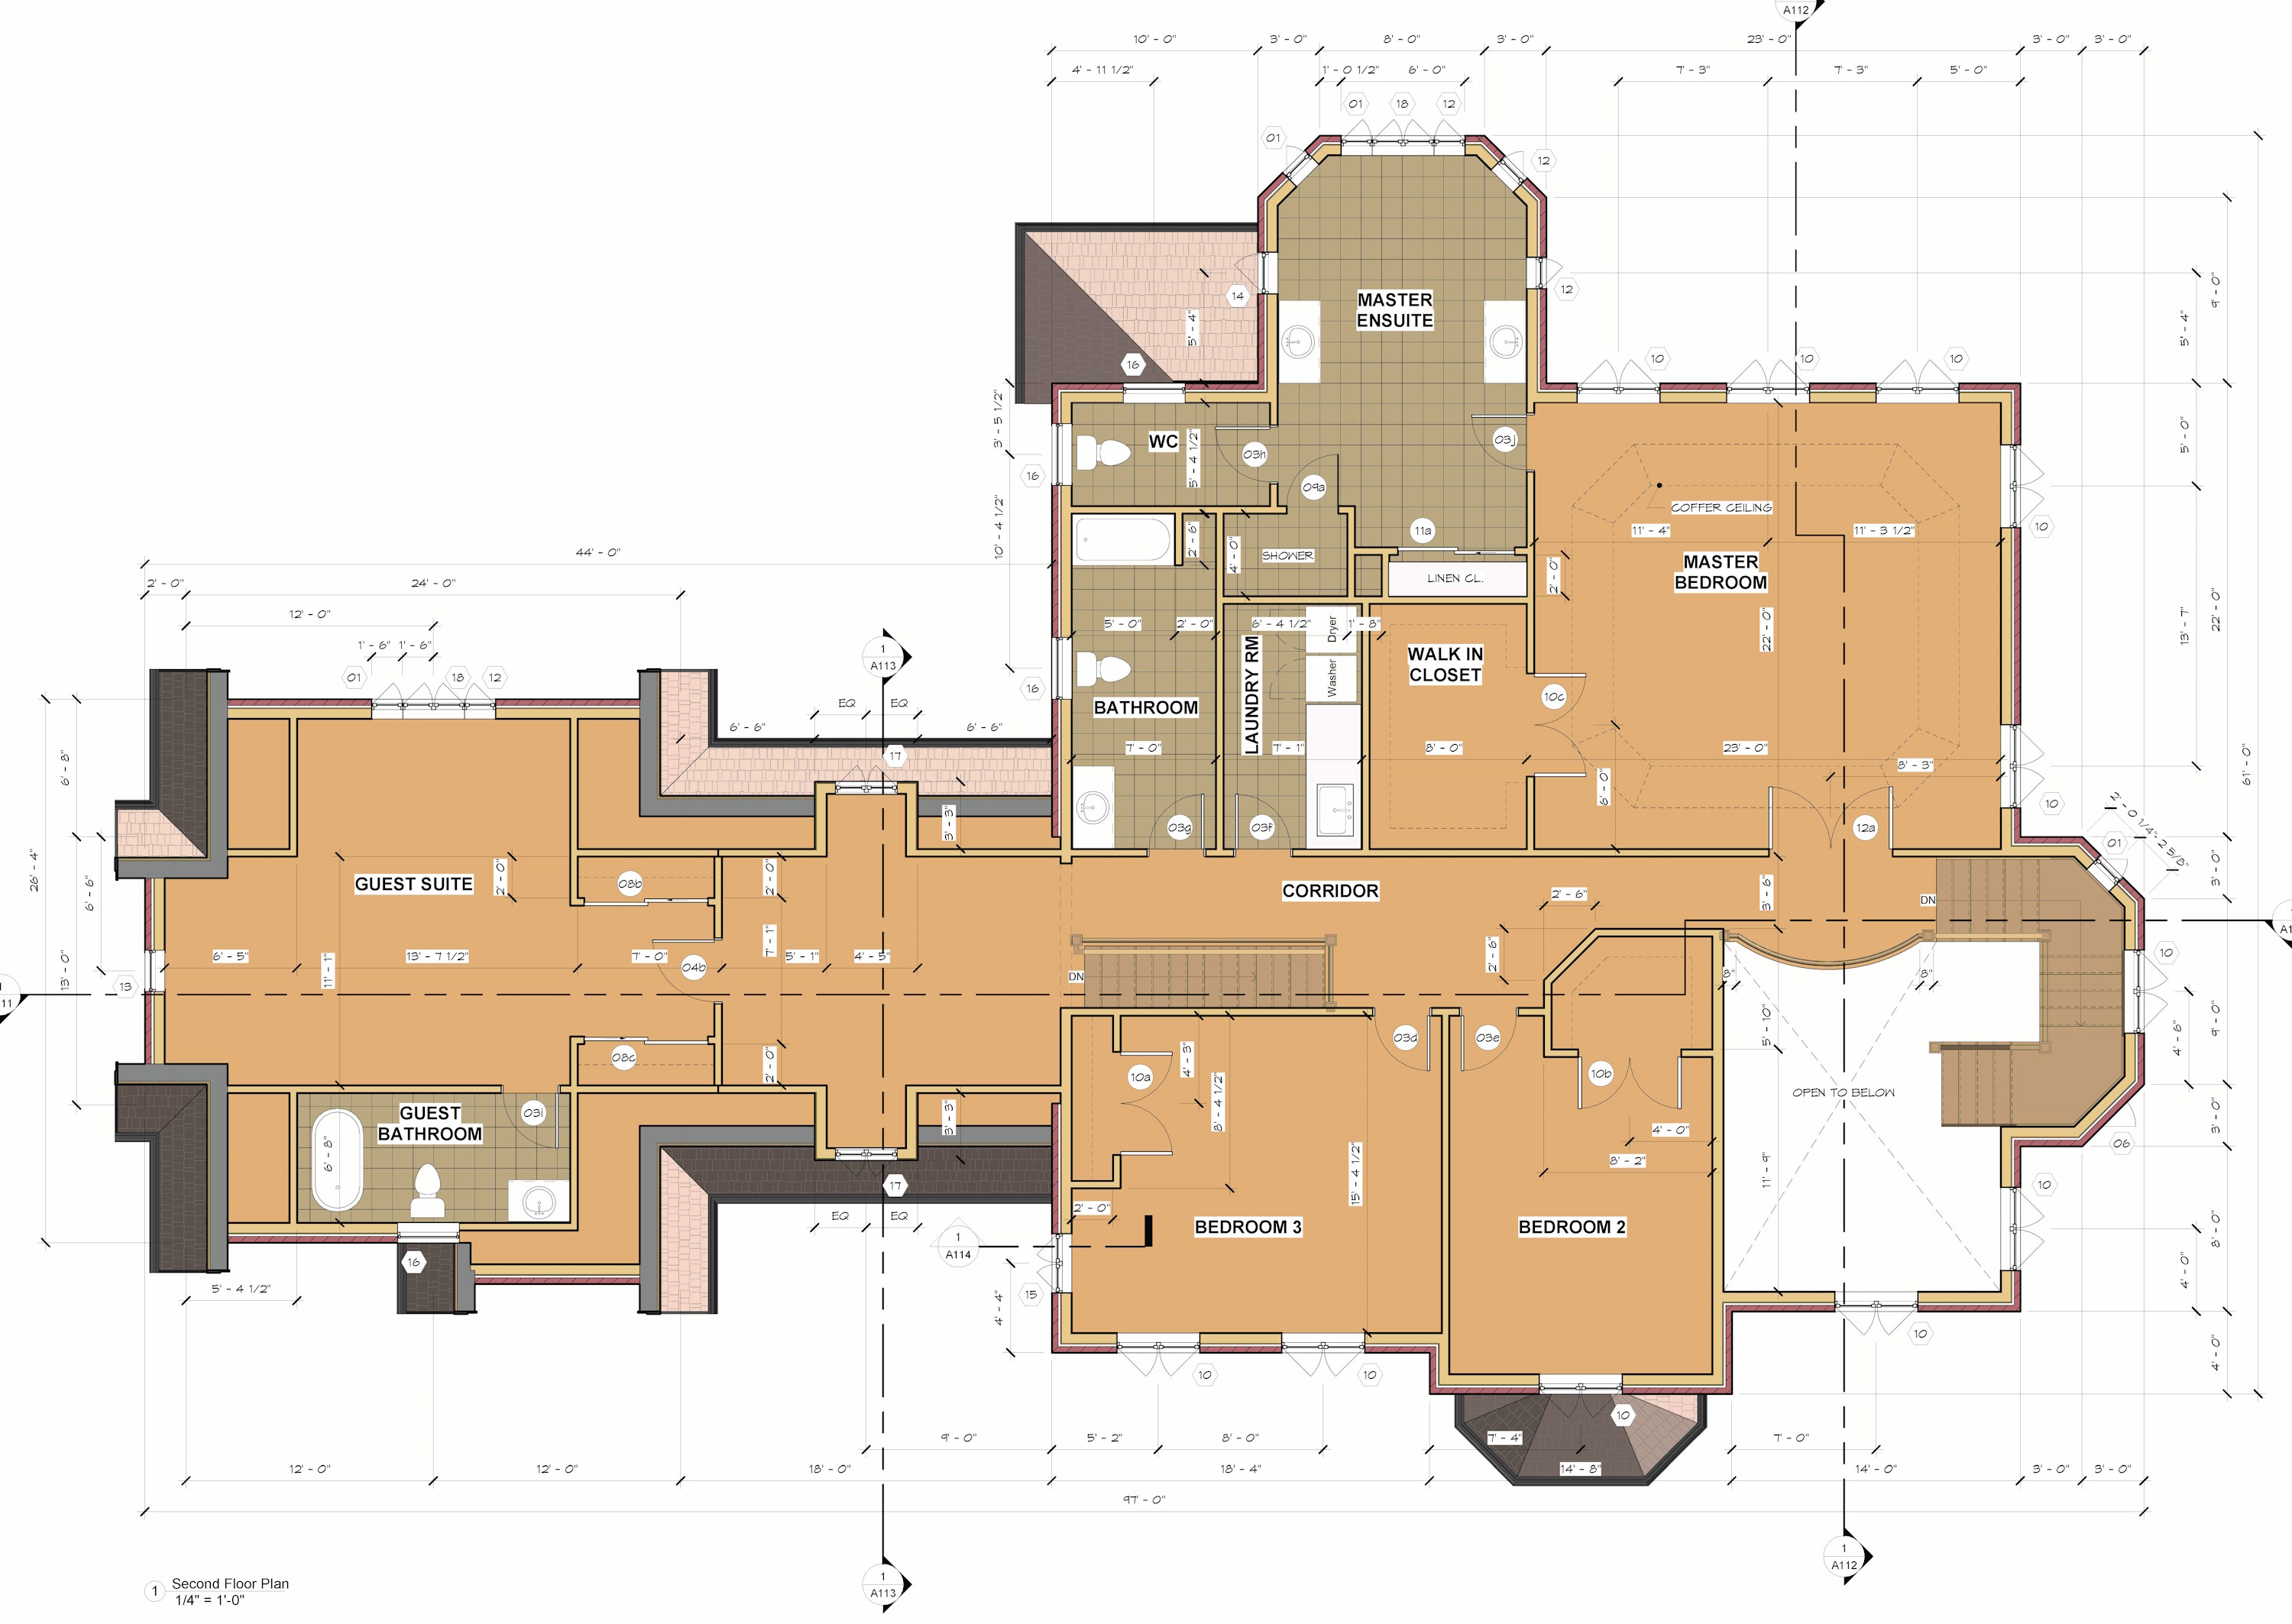 A112
10' - 0"
3' - 0"
8' - 0"
3' - 0"
23' - 0"
3' - 0"
3' - 0"
4' - 11 1/2"
1' - 0 1/2"
6' - 0"
7' - 3"
7' - 3"
5' - 0"
01
18
12
01
12
14
12
MASTER
ENSUITE
5' - 4"
9' - 0"
5' - 4"
16
10
10
10
3' - 5 1/2"
WC
5' - 4 1/2"
03h
03j
5' - 0"
16
09a
COFFER CEILING
11' - 4"
11' - 3 1/2"
10
11a
10' - 4 1/2"
2' - 6"
4' - 0"
SHOWER
LINEN CL.
2' - 0"
MASTER
BEDROOM
22' - 0"
13' - 7"
22' - 0"
61' - 0"
44' - 0"
2' - 0"
24' - 0"
12' - 0"
1' - 6"
1' - 6"
01
18
12
1
A113
5' - 0"
2' - 0"
6' - 4 1/2"
1' - 8"
Dryer
Washer
LAUNDRY RM
WALK IN
CLOSET
16
10c
BATHROOM
EQ
EQ
6' - 6"
6' - 6"
17
7' - 0"
7' - 1"
8' - 0"
23' - 0"
8' - 3"
6' - 0"
10
6' - 8"
3' - 3"
03g
03f
12a
2' - 0 1/4"
2 5/8"
01
3' - 0"
26' - 4"
6' - 6"
13' - 0"
GUEST SUITE
2' - 0"
08b
2' - 0"
CORRIDOR
2' - 6"
3' - 6"
DN
2' - 6"
7' - 1"
6' - 5"
11' - 1"
13' - 7 1/2"
7' - 0"
04b
5' - 1"
4' - 5"
DN
8"
8"
10
13
11
9' - 0"
4' - 6"
08c
2' - 0"
10a
4' - 3"
8' - 4 1/2"
03d
03e
10b
5' - 10"
OPEN TO BELOW
GUEST
BATHROOM
03i
6' - 8"
3' - 3"
4' - 0"
8' - 2"
15' - 4 1/2"
11' - 9"
3' - 0"
06
10
17
EQ
EQ
2' - 0"
BEDROOM 3
BEDROOM 2
8' - 0"
4' - 0"
1
A114
16
5' - 4 1/2"
15
4' - 4"
10
10
10
10
4' - 0"
9' - 0"
5' - 2"
8' - 0"
7' - 4"
7' - 0"
12' - 0"
12' - 0"
18' - 0"
18' - 4"
14' - 8"
14' - 0"
3' - 0"
3' - 0"
97' - 0"
1
A112
1
A113
1
Second Floor Plan
1/4" = 1'-0"